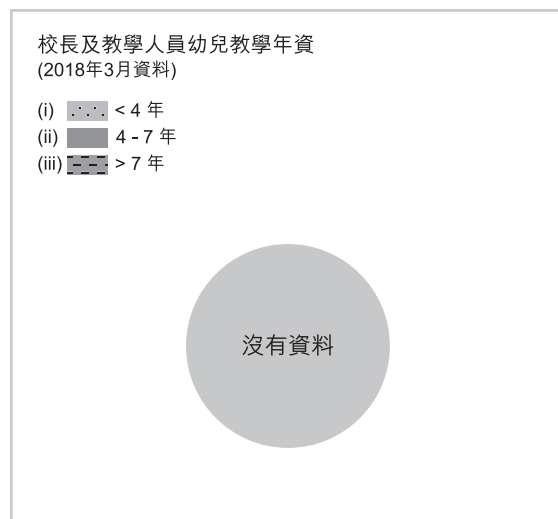 校長及教學人員幼兒教學年資
(2018年3月資料)
(i) < 4 年
(ii) 4 - 7 年
(iii) > 7 年
沒有資料